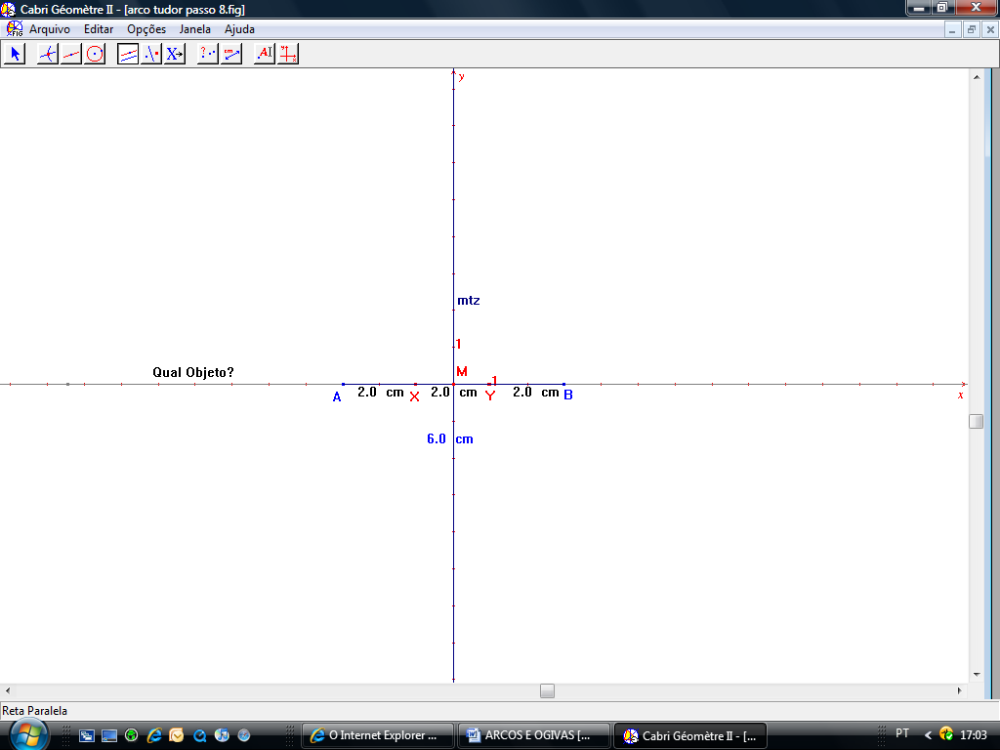 Cabri Géomètre II - [arco tudor passo 8.fig]
Arquivo Editar Opções Janela Ajuda
y
mtz
1
Qual Objeto?
M
1
A 2.0 cm X 2.0 cm Y 2.0 cm B
x
6.0 cm
Reta Paralela
O Internet Explorer ...
ARCOS E OGIVAS [...
Cabri Géomètre II - [...
PT
17:03